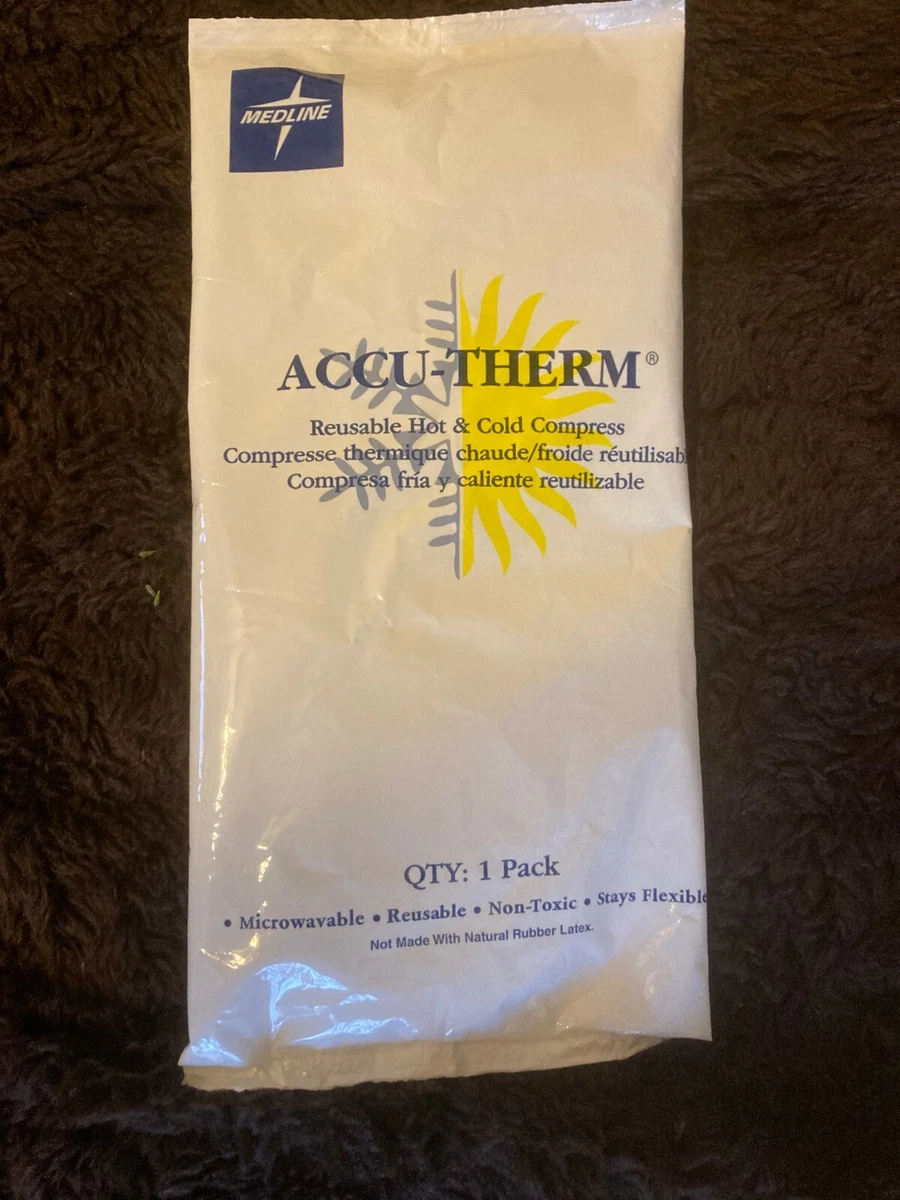 MEDLINE
ACCU-THERM®
Reusable Hot & Cold Compress
Compresse thermique chaude/froide réutilisabl
Compresa fría y caliente reutilizable
QTY: 1 Pack
• Microwavable • Reusable • Non-Toxic • Stays Flexible
Not Made With Natural Rubber Latex.